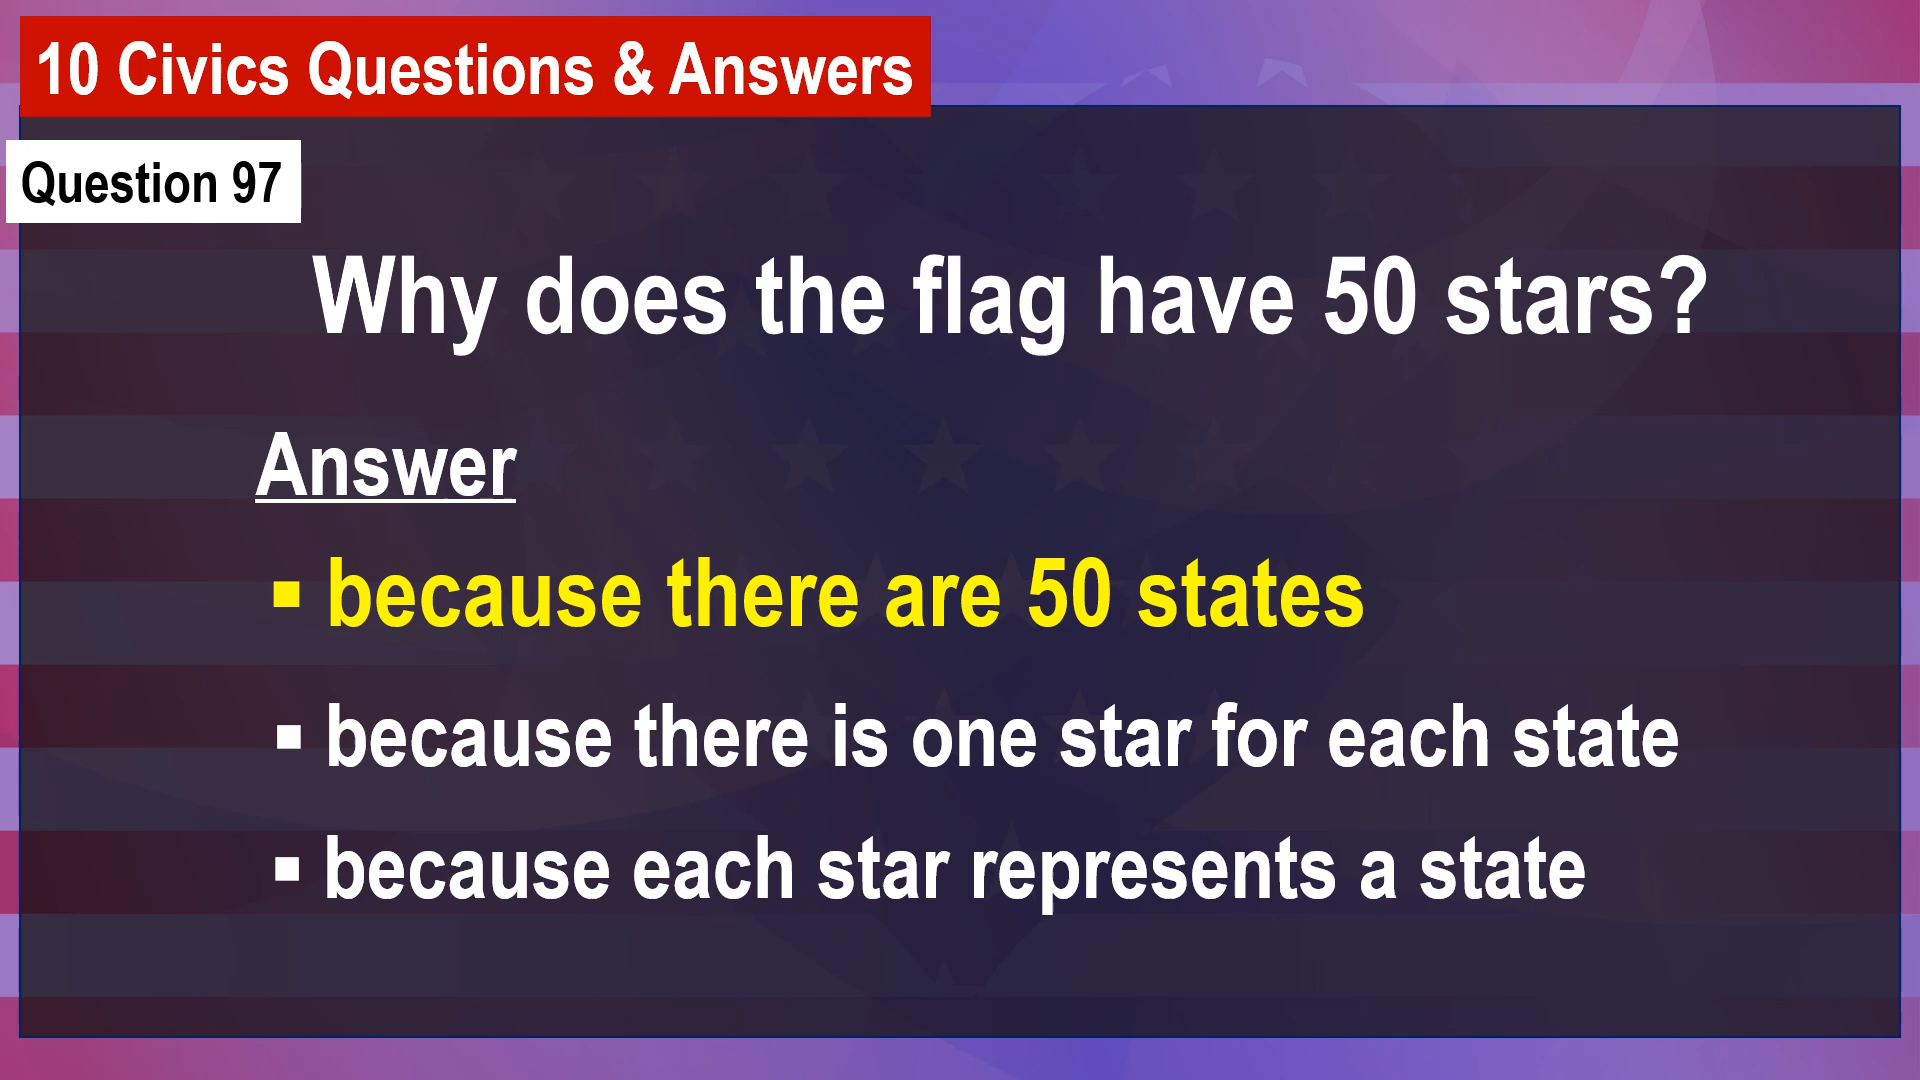 10 Civics Questions & Answers
Question 97
Why does the flag have 50 stars?
Answer
▪ because there are 50 states
▪ because there is one star for each state
▪ because each star represents a state